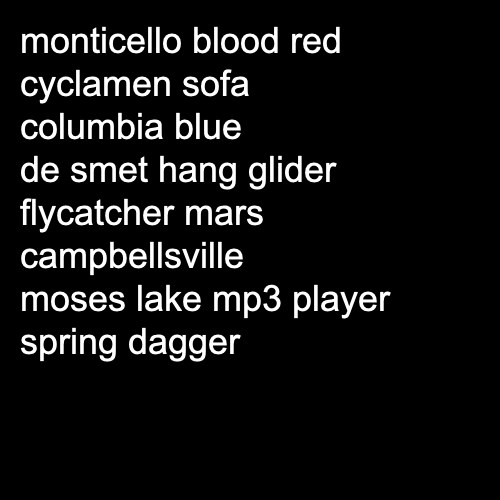 monticello blood red
cyclamen sofa
columbia blue
de smet hang glider
flycatcher mars
campbellsville
moses lake mp3 player
spring dagger